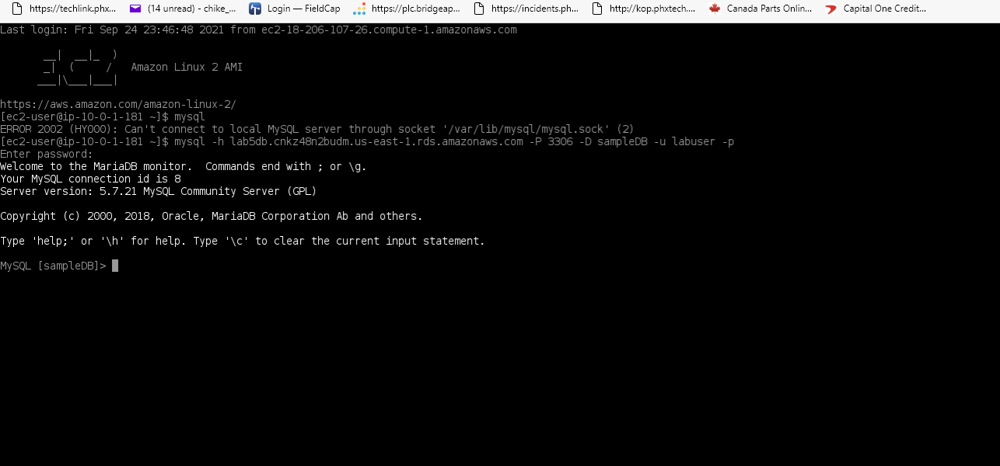 https://techlink.phx... (14 unread) - chike_... Login — FieldCap https://plc.bridgeap... https://incidents.ph... http://kop.phxtech.... Canada Parts Onlin... Capital One Credit...
Last login: Fri Sep 24 23:46:48 2021 from ec2-18-206-107-26.compute-1.amazonaws.com
       __|  __|_  )
       _|  (     /   Amazon Linux 2 AMI
      ___|\___|___|
https://aws.amazon.com/amazon-linux-2/
[ec2-user@ip-10-0-1-181 ~]$ mysql
ERROR 2002 (HY000): Can't connect to local MySQL server through socket '/var/lib/mysql/mysql.sock' (2)
[ec2-user@ip-10-0-1-181 ~]$ mysql -h lab5db.cnkz48n2budm.us-east-1.rds.amazonaws.com -P 3306 -D sampleDB -u labuser -p
Enter password:
Welcome to the MariaDB monitor.  Commands end with ; or \g.
Your MySQL connection id is 8
Server version: 5.7.21 MySQL Community Server (GPL)
Copyright (c) 2000, 2018, Oracle, MariaDB Corporation Ab and others.
Type 'help;' or '\h' for help. Type '\c' to clear the current input statement.
MySQL [sampleDB]>